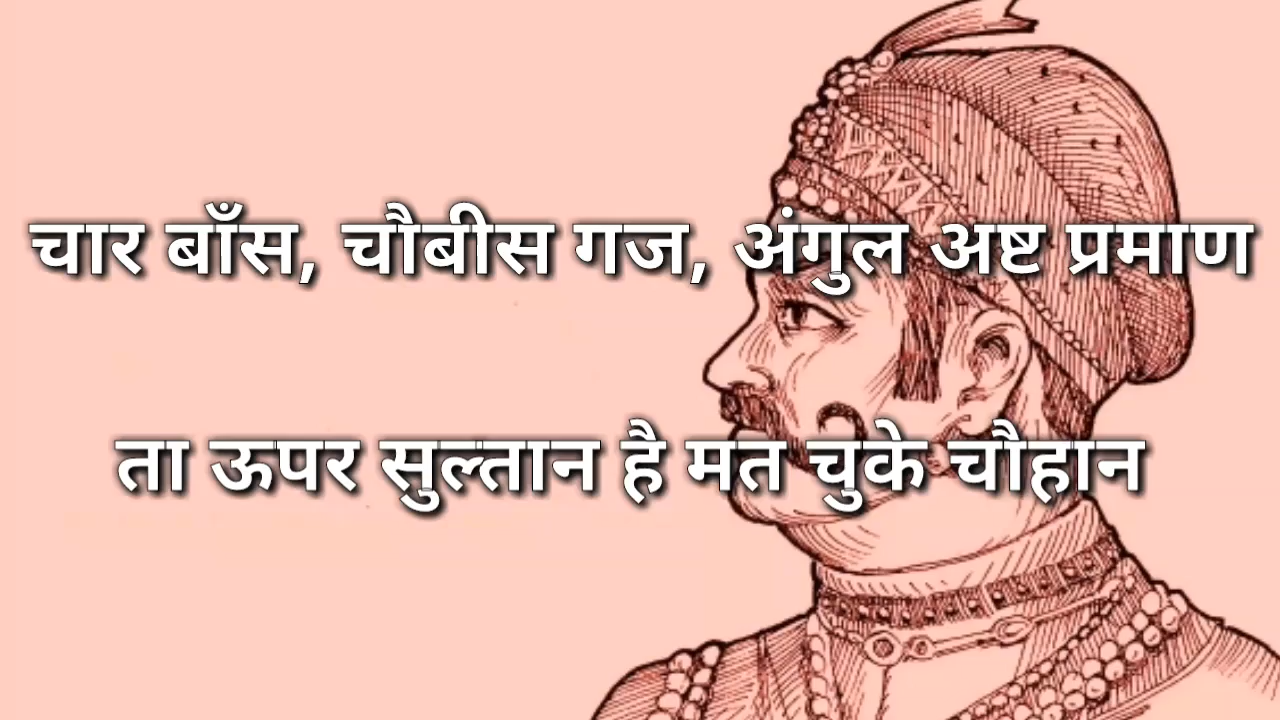 चार बाँस, चौबीस गज, अंगुल अष्ट प्रमाण
ता ऊपर सुल्तान है मत चुके चौहान